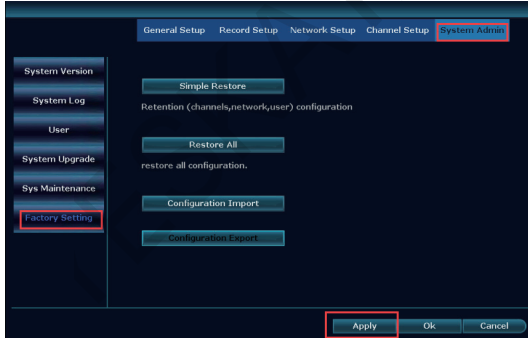 General Setup Record Setup Network Setup Channel Setup System Admin
System Version
System Log
User
System Upgrade
Sys Maintenance
Factory Setting
Simple Restore
Retention (channels,network,user) configuration
Restore All
restore all configuration.
Configuration Import
Configuration Export
Apply Ok Cancel